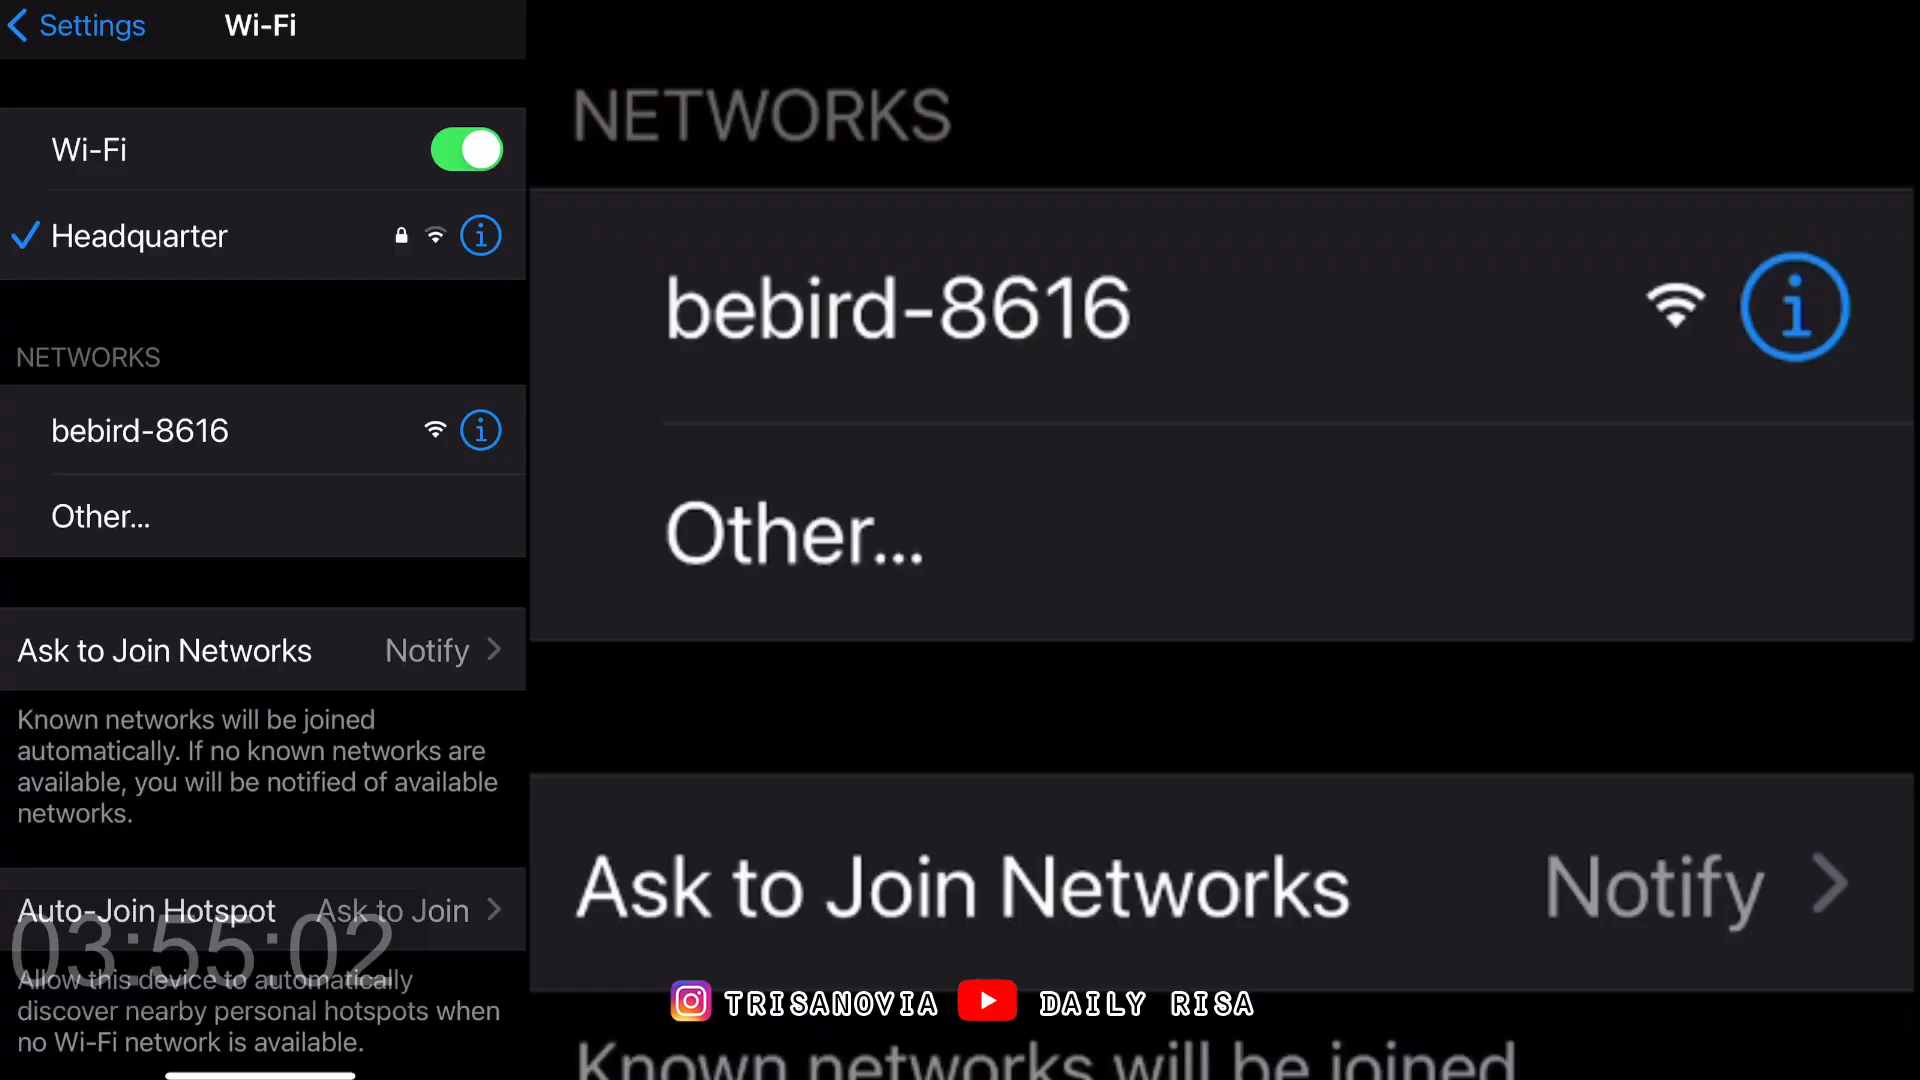 Settings
Wi-Fi
Wi-Fi
Headquarter
NETWORKS
bebird-8616
Other...
Ask to Join Networks Notify
Known networks will be joined
automatically. If no known networks are
available, you will be notified of available
networks.
Auto-Join Hotspot Ask to Join
03:55:02
Allow this device to automatically
discover nearby personal hotspots when
no Wi-Fi network is available.
NETWORKS
bebird-8616
Other...
Ask to Join Networks Notify
TRISANOVIA DAILY RISA
Known networks will be joined